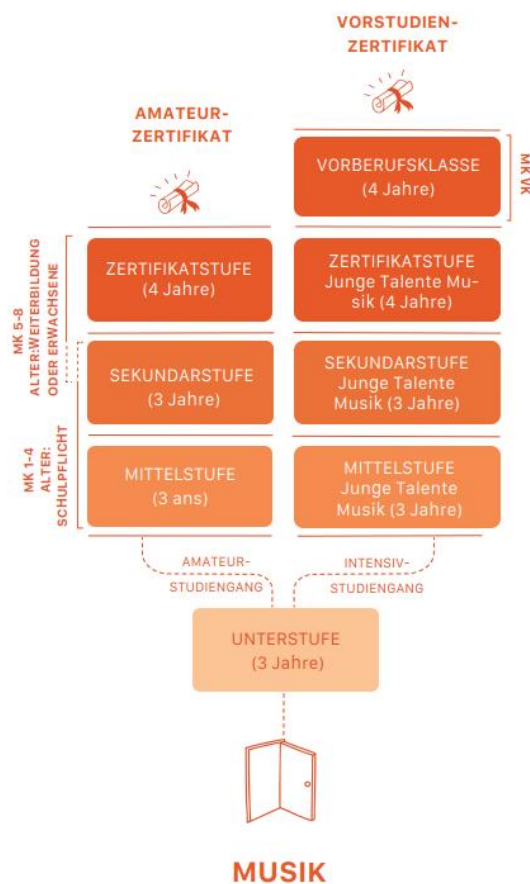 VORSTUDIEN-
ZERTIFIKAT
AMATEUR-
ZERTIFIKAT
VORBERUFSKLASSE
(4 Jahre)
MK VK
ZERTIFIKATSTUFE
(4 Jahre)
ZERTIFIKATSTUFE
Junge Talente Mu-
sik (4 Jahre)
MK 5-8
ALTER:WEITERBILDUNG
ODER ERWACHSENE
SEKUNDARSTUFE
(3 Jahre)
SEKUNDARSTUFE
Junge Talente
Musik (3 Jahre)
MK 1-4
ALTER:
SCHULPFLICHT
MITTELSTUFE
(3 ans)
MITTELSTUFE
Junge Talente
Musik (3 Jahre)
AMATEUR-
STUDIENGANG
INTENSIV-
STUDIENGANG
UNTERSTUFE
(3 Jahre)
MUSIK